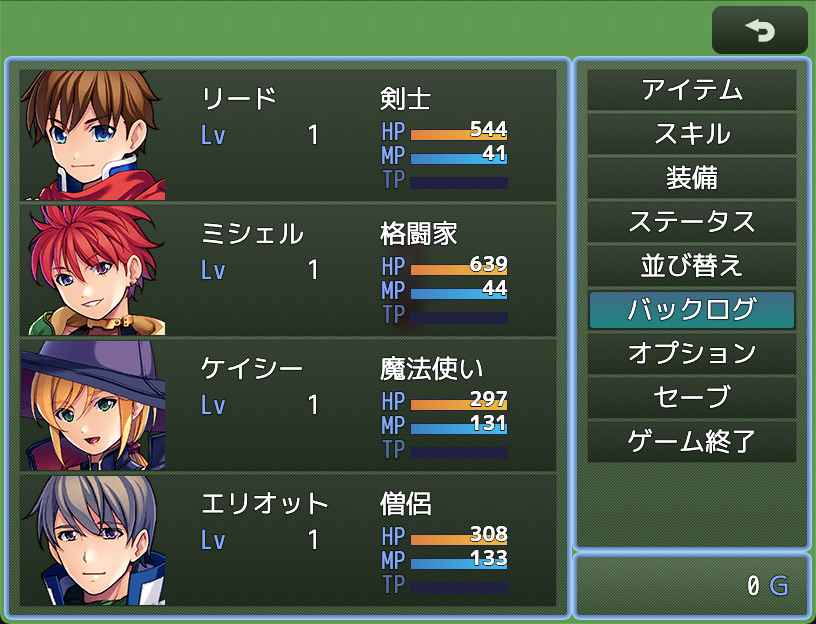 リード 剣士
Lv 1 HP 544
MP 41
TP
ミシェル 格闘家
Lv 1 HP 639
MP 44
TP
ケイシー 魔法使い
Lv 1 HP 297
MP 131
TP
エリオット 僧侶
Lv 1 HP 308
MP 133
TP
アイテム
スキル
装備
ステータス
並び替え
バックログ
オプション
セーブ
ゲーム終了
0 G